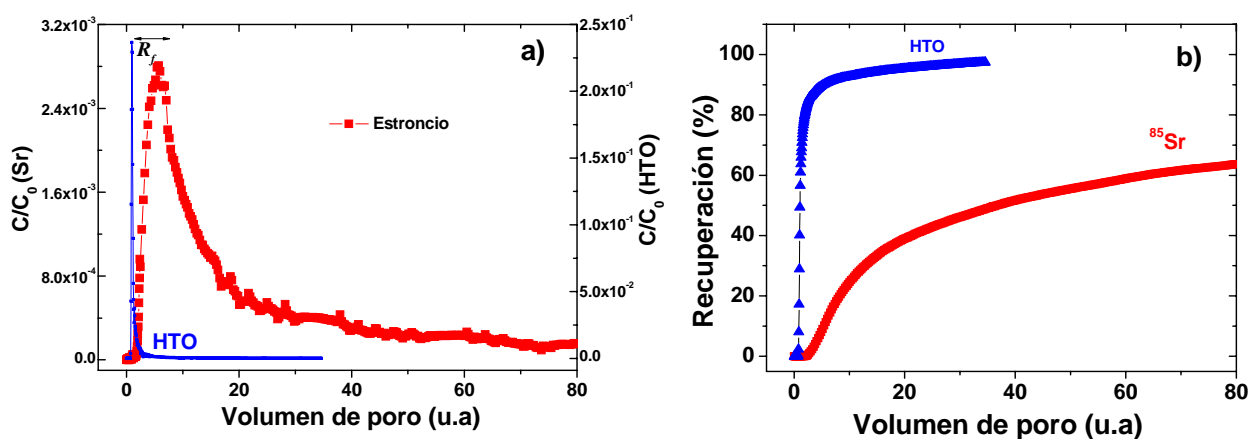 a)
R_f
3.2x10⁻³
2.4x10⁻³
1.6x10⁻³
8.0x10⁻⁴
0.0
C/C₀ (Sr)
Estroncio
HTO
2.5x10⁻¹
2.0x10⁻¹
1.5x10⁻¹
1.0x10⁻¹
5.0x10⁻²
0.0
C/C₀ (HTO)
0 20 40 60 80
Volumen de poro (u.a)
b)
HTO
⁸⁵Sr
100
80
60
40
20
0
Recuperación (%)
0 20 40 60 80
Volumen de poro (u.a)